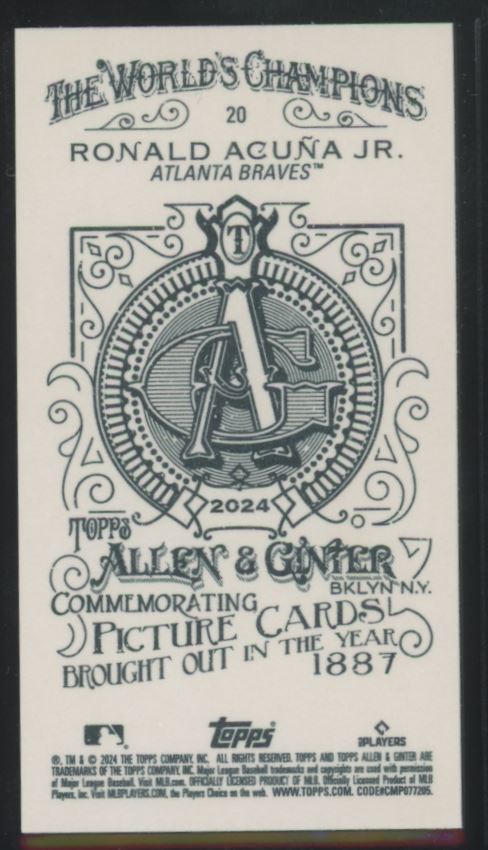 THE WORLD'S CHAMPIONS
20
RONALD ACUÑA JR.
ATLANTA BRAVES™
T
AG
2024
TOPPS
ALLEN & GINTER
BKLYN N.Y.
COMMEMORATING
PICTURE CARDS
BROUGHT OUT IN THE YEAR
1887
topps
PLAYERS
®, TM & © 2024 THE TOPPS COMPANY, INC. ALL RIGHTS RESERVED. TOPPS AND TOPPS ALLEN & GINTER ARE
TRADEMARKS OF THE TOPPS COMPANY, INC. Major League Baseball trademarks and copyrights are used with permission
of Major League Baseball. Visit MLB.com. OFFICIALLY LICENSED PRODUCT OF MLB. Officially Licensed Product of MLB
Players, Inc. Visit MLBPLAYERS.COM, the Players Choice on the web. WWW.TOPPS.COM. CODE#CMP077205.